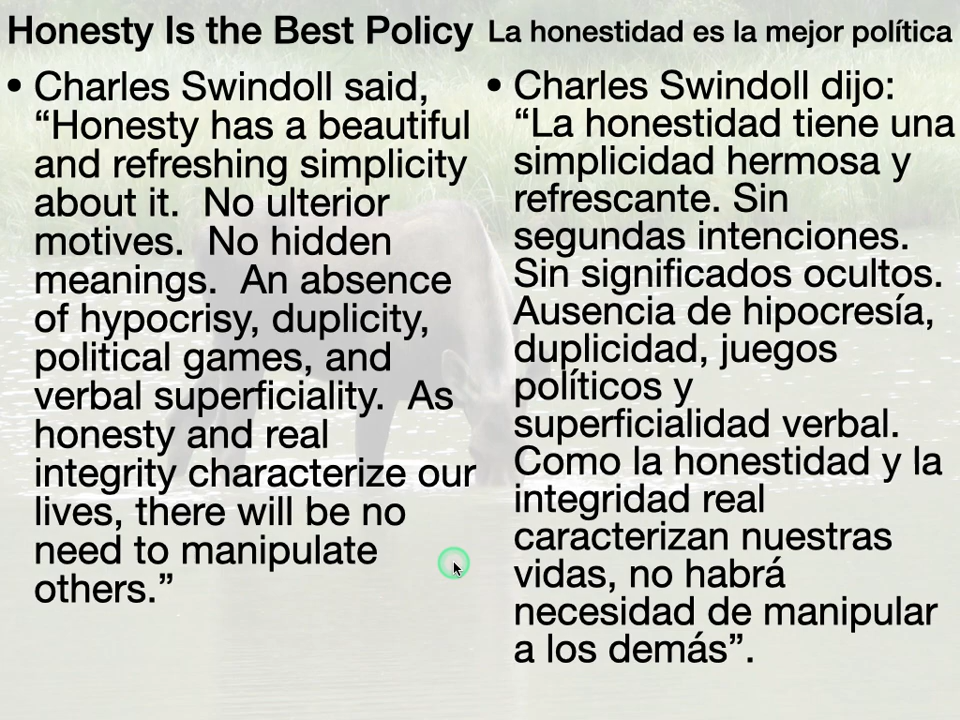 Honesty Is the Best Policy
• Charles Swindoll said,
“Honesty has a beautiful
and refreshing simplicity
about it.  No ulterior
motives.  No hidden
meanings.  An absence
of hypocrisy, duplicity,
political games, and
verbal superficiality.  As
honesty and real
integrity characterize our
lives, there will be no
need to manipulate
others.”
La honestidad es la mejor política
• Charles Swindoll dijo:
“La honestidad tiene una
simplicidad hermosa y
refrescante. Sin
segundas intenciones.
Sin significados ocultos.
Ausencia de hipocresía,
duplicidad, juegos
políticos y
superficialidad verbal.
Como la honestidad y la
integridad real
caracterizan nuestras
vidas, no habrá
necesidad de manipular
a los demás”.